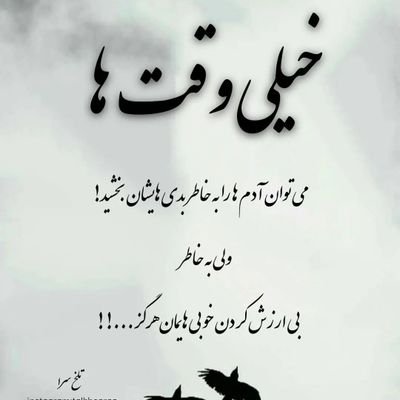 خیلی وقت ها
می توان آدم ها را به خاطر بدی هایشان بخشید!
ولی به خاطر
بی ارزش کردن خوبی هایمان هرگز...!!
تلخ سرا